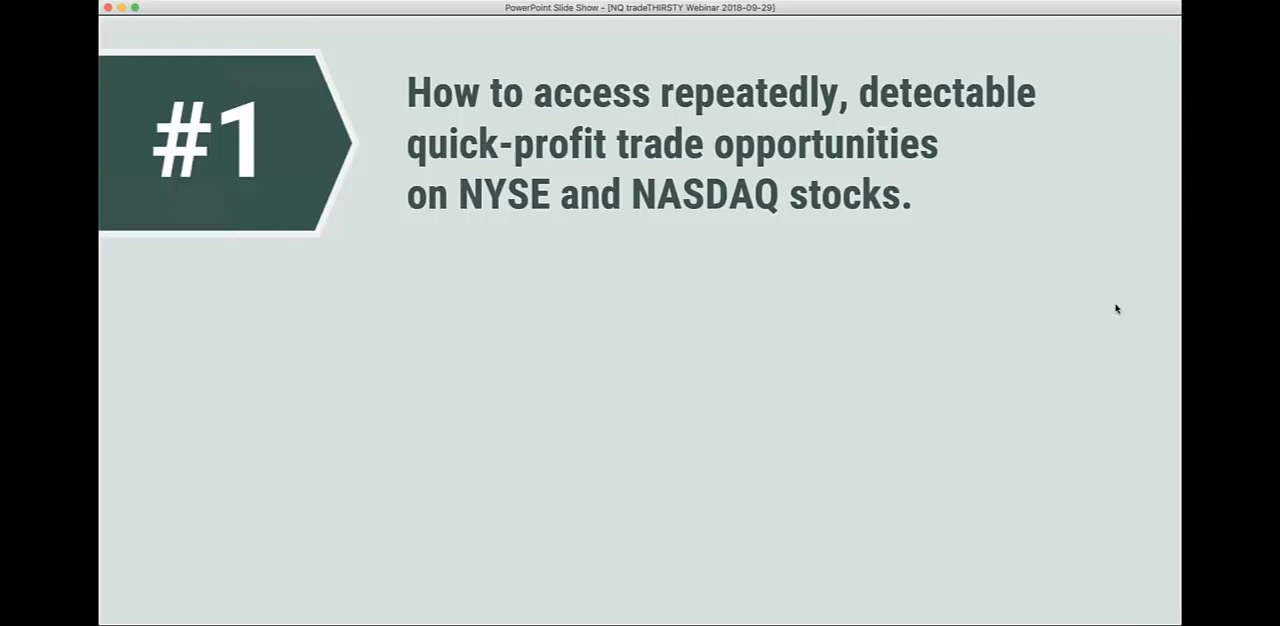 PowerPoint Slide Show - [NQ tradeTHIRSTY Webinar 2018-09-29]
#1
How to access repeatedly, detectable
quick-profit trade opportunities
on NYSE and NASDAQ stocks.